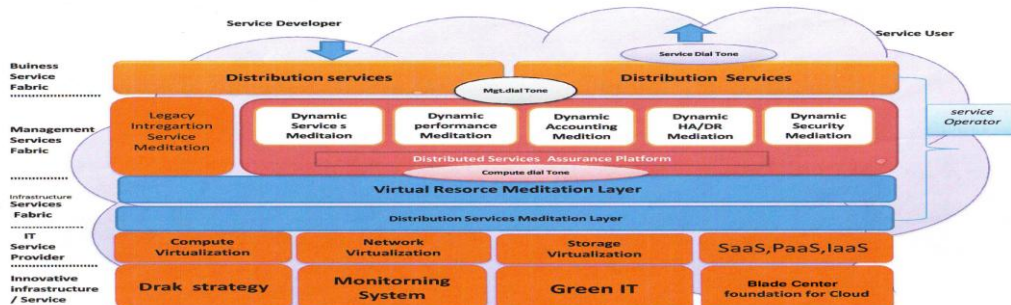 Service Developer
Service User
Service Dial Tone
Buiness
Service
Fabric
Distribution services
Distribution Services
Mgt.dial Tone
service
Operator
Management
Services
Fabric
Legacy
Intregartion
Service
Meditation
Dynamic
Service s
Meditaion
Dynamic
performance
Meditation
Dynamic
Accounting
Medition
Dynamic
HA/DR
Mediation
Dynamic
Security
Mediation
Distributed Services Assurance Platform
Compute dial Tone
Infrastructure
Services
Fabric
Virtual Resorce Meditation Layer
Distribution Services Meditation Layer
IT
Service
Provider
Compute
Virtualization
Network
Virtualization
Storage
Virtualization
SaaS,PaaS,IaaS
Innovative
infrastructure
/ Service
Drak strategy
Monitorning
System
Green IT
Blade Center
foundation for Cloud